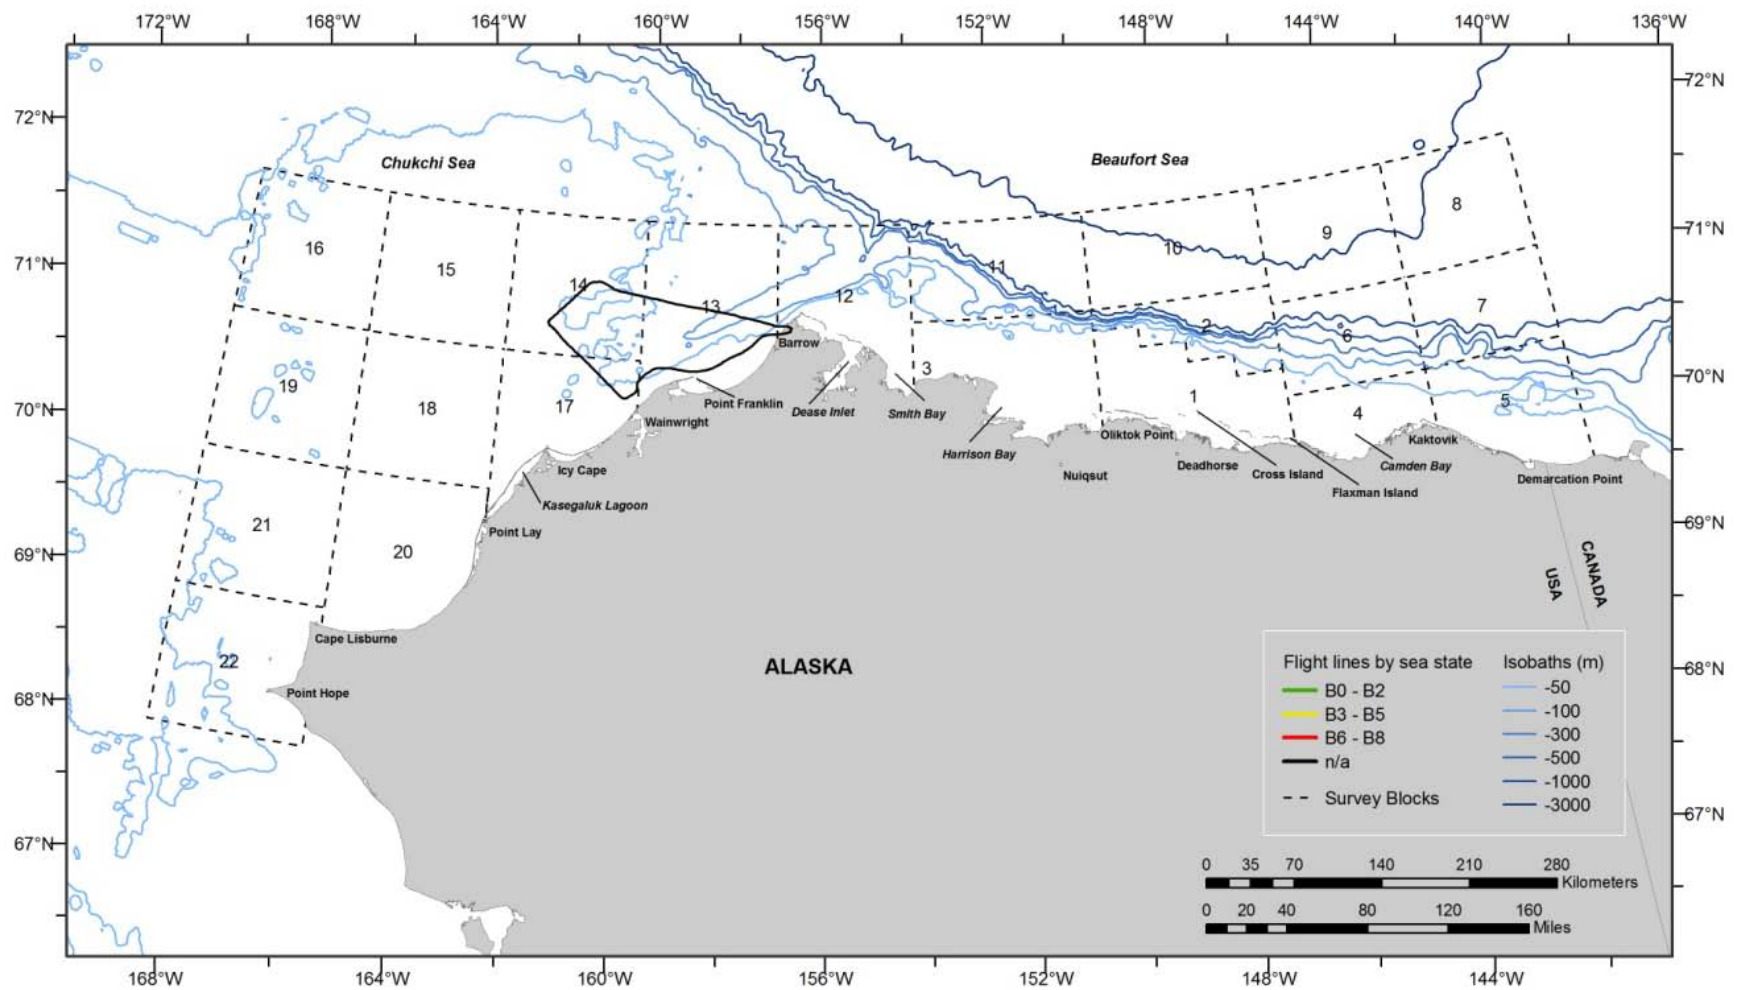 172°W 168°W 164°W 160°W 156°W 152°W 148°W 144°W 140°W 136°W
72°N
72°N
Chukchi Sea
Beaufort Sea
8
9
71°N
16
10
15
11
71°N
14
12
13
7
2
6
Barrow
3
70°N
19
1
5
18
17
Point Franklin
Dease Inlet
Smith Bay
4
70°N
Wainwright
Oliktok Point
Kaktovik
Harrison Bay
Deadhorse
Camden Bay
Icy Cape
Nuiqsut
Cross Island
Demarcation Point
Flaxman Island
Kasegaluk Lagoon
21
69°N
Point Lay
20
69°N
USA
CANADA
Cape Lisburne
22
ALASKA
68°N
Point Hope
68°N
Flight lines by sea state
B0 - B2
B3 - B5
B6 - B8
n/a
Survey Blocks
Isobaths (m)
-50
-100
-300
-500
-1000
-3000
67°N
67°N
0 35 70 140 210 280
Kilometers
0 20 40 80 120 160
Miles
168°W 164°W 160°W 156°W 152°W 148°W 144°W